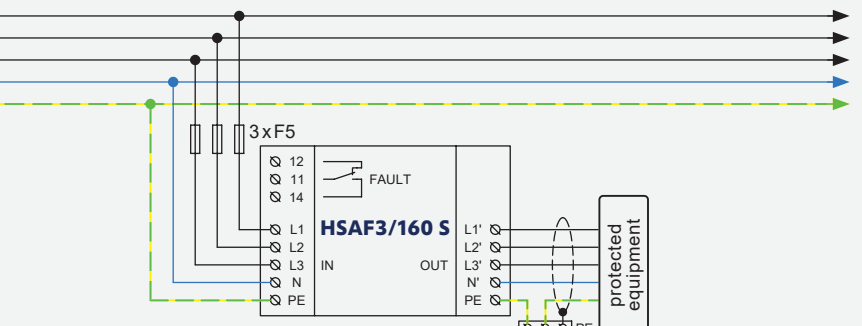 3xF5
12
11 FAULT
14
HSAF3/160 S
L1 L1'
L2 L2'
L3 IN OUT L3'
N N'
PE PE
protected
equipment
PE